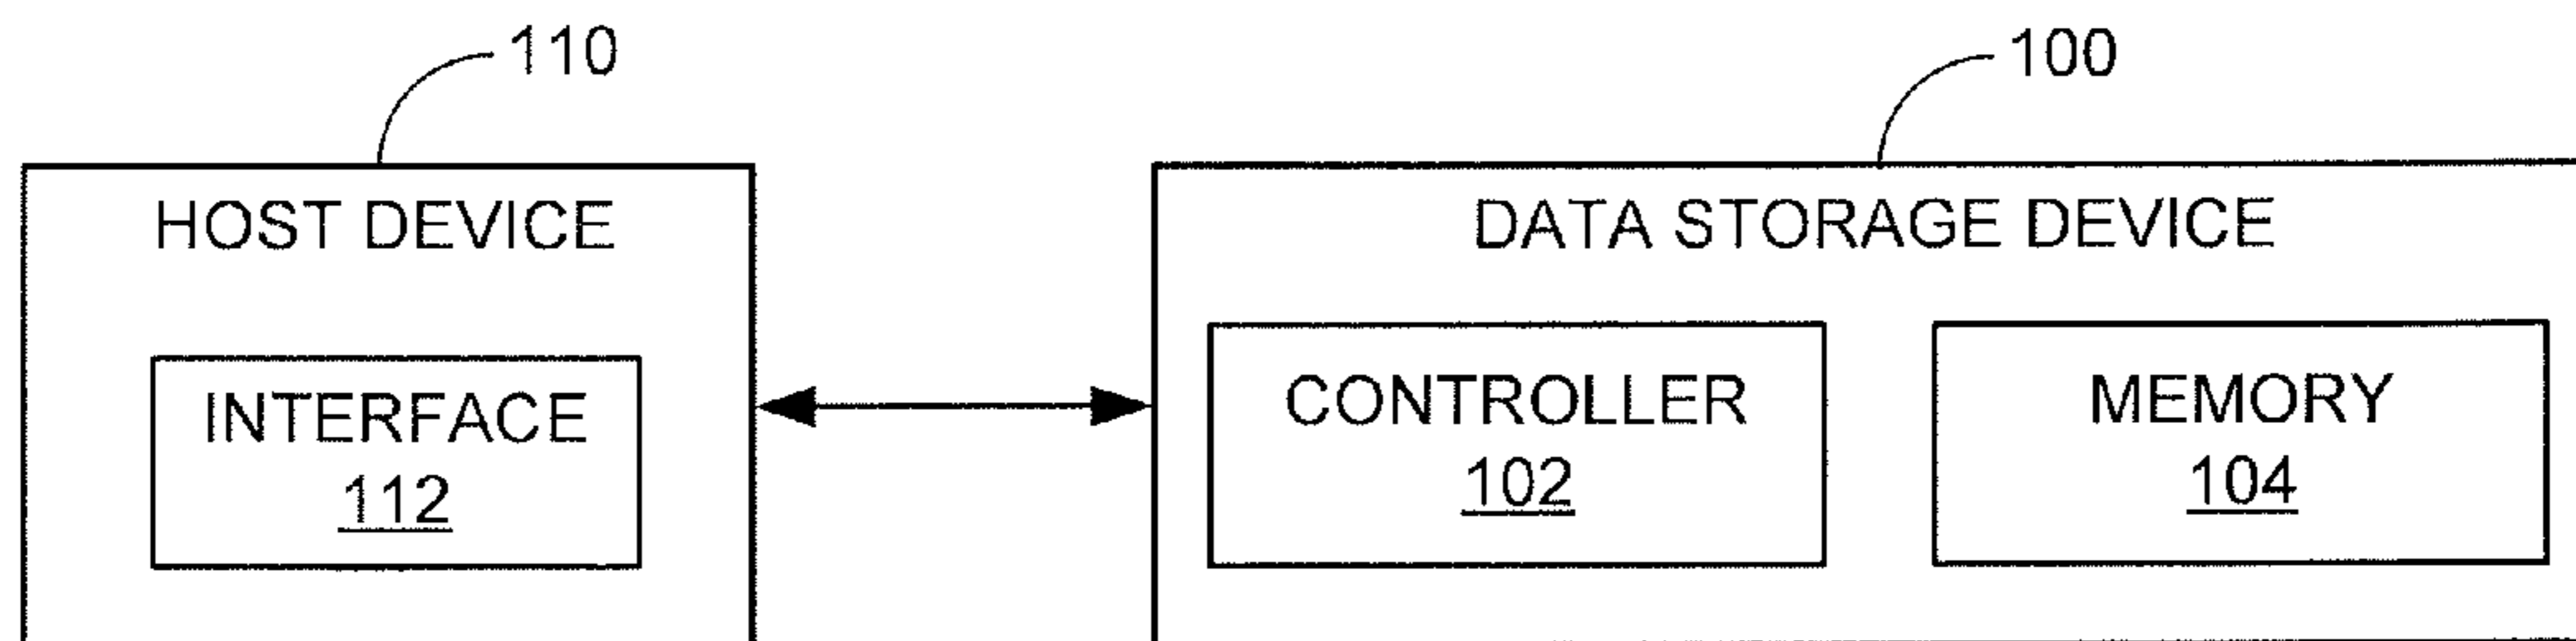 110
100
HOST DEVICE
DATA STORAGE DEVICE
INTERFACE
112
CONTROLLER
102
MEMORY
104